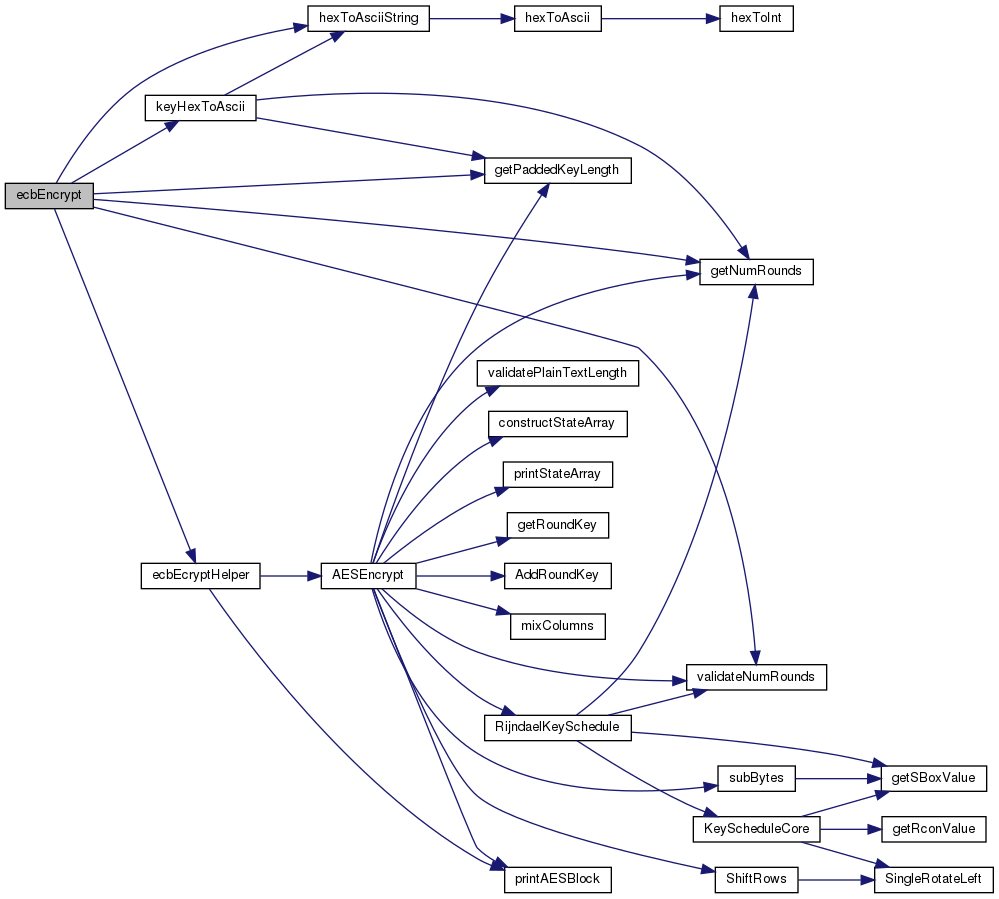 hexToAsciiString
hexToAscii
hexToInt
keyHexToAscii
getPaddedKeyLength
ecbEncrypt
getNumRounds
validatePlainTextLength
constructStateArray
printStateArray
getRoundKey
ecbEcryptHelper
AESEncrypt
AddRoundKey
mixColumns
validateNumRounds
RijndaelKeySchedule
subBytes
getSBoxValue
KeyScheduleCore
getRconValue
printAESBlock
ShiftRows
SingleRotateLeft